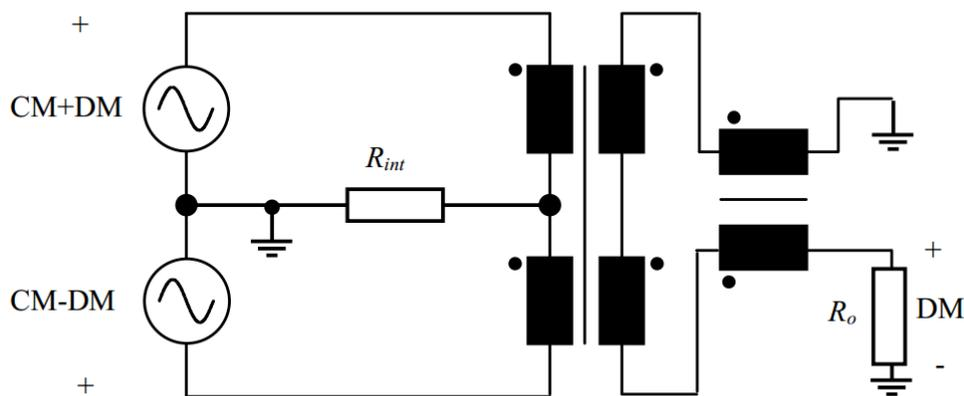 +
CM+DM
R_int
CM-DM
+
+
R_o DM
-